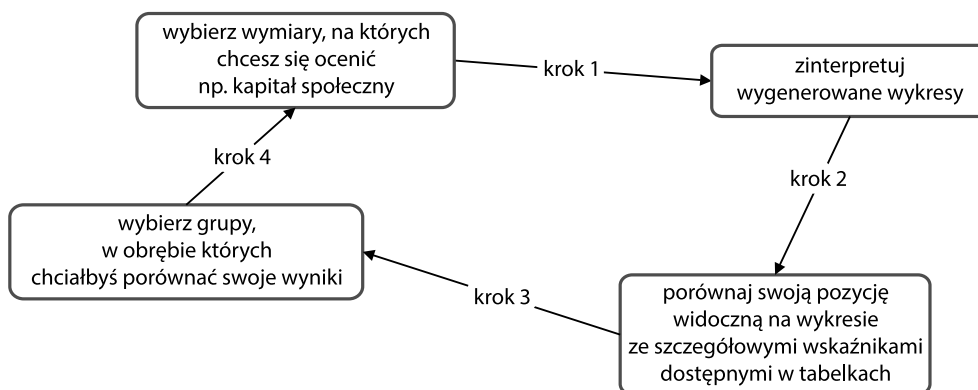 wybierz wymiary, na których
chcesz się ocenić
np. kapitał społeczny
krok 1
zinterpretuj
wygenerowane wykresy
krok 2
porównaj swoją pozycję
widoczną na wykresie
ze szczegółowymi wskaźnikami
dostępnymi w tabelkach
krok 3
wybierz grupy,
w obrębie których
chciałbyś porównać swoje wyniki
krok 4